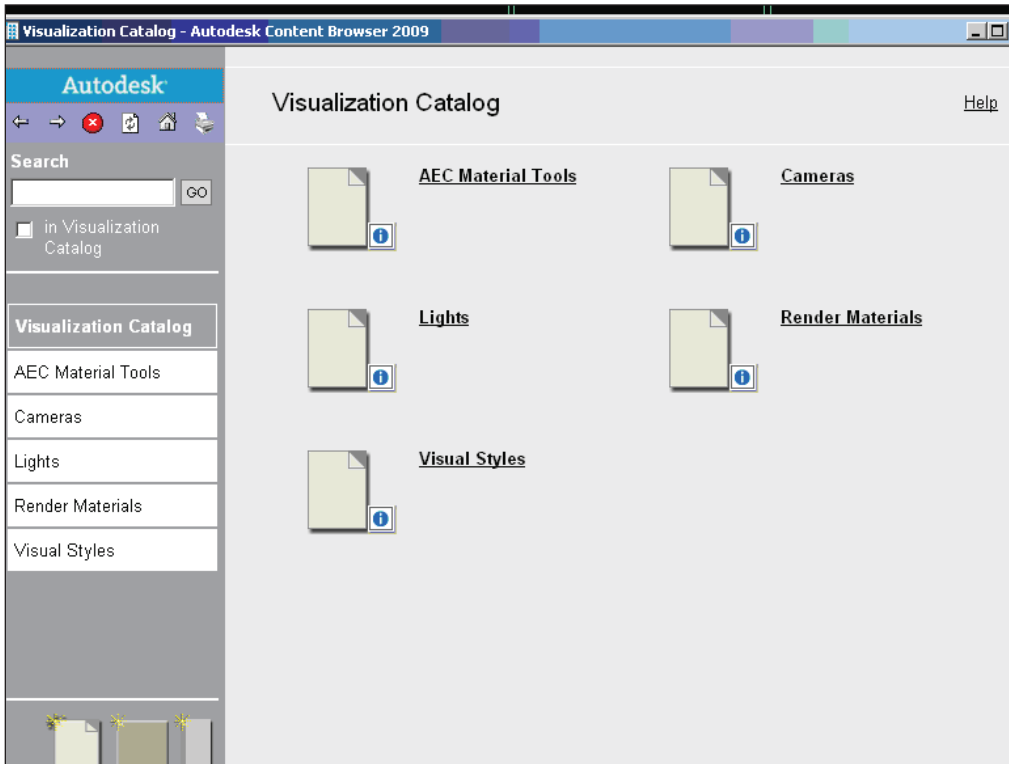 Visualization Catalog - Autodesk Content Browser 2009
Autodesk
Search
GO
in Visualization
Catalog
Visualization Catalog
AEC Material Tools
Cameras
Lights
Render Materials
Visual Styles
Visualization Catalog
Help
AEC Material Tools
Cameras
Lights
Render Materials
Visual Styles